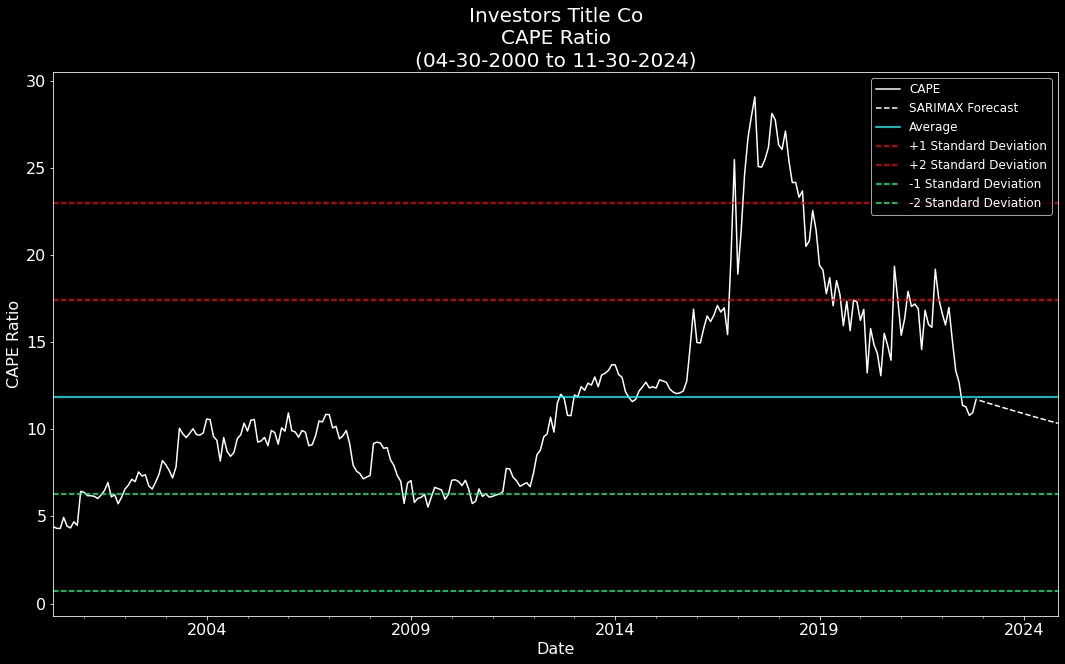 Investors Title Co
CAPE Ratio
(04-30-2000 to 11-30-2024)
CAPE
SARIMAX Forecast
Average
+1 Standard Deviation
+2 Standard Deviation
-1 Standard Deviation
-2 Standard Deviation
30
25
20
15
10
5
0
CAPE Ratio
2004
2009
2014
2019
2024
Date